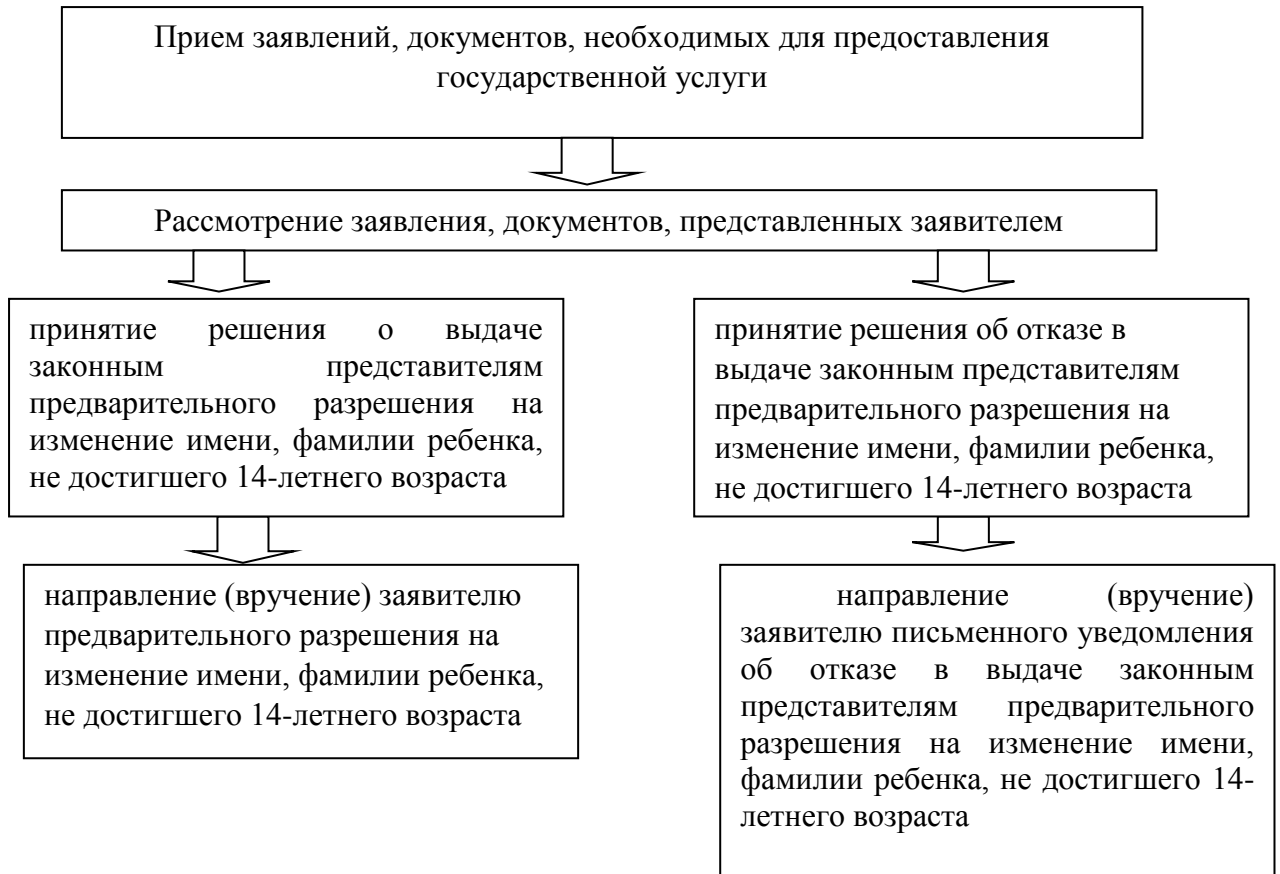 Прием заявлений, документов, необходимых для предоставления
государственной услуги
Рассмотрение заявления, документов, представленных заявителем
принятие решения о выдаче
законным представителям
предварительного разрешения на
изменение имени, фамилии ребенка,
не достигшего 14-летнего возраста
принятие решения об отказе в
выдаче законным представителям
предварительного разрешения на
изменение имени, фамилии ребенка,
не достигшего 14-летнего возраста
направление (вручение) заявителю
предварительного разрешения на
изменение имени, фамилии ребенка,
не достигшего 14-летнего возраста
направление (вручение)
заявителю письменного уведомления
об отказе в выдаче законным
представителям предварительного
разрешения на изменение имени,
фамилии ребенка, не достигшего 14-
летнего возраста